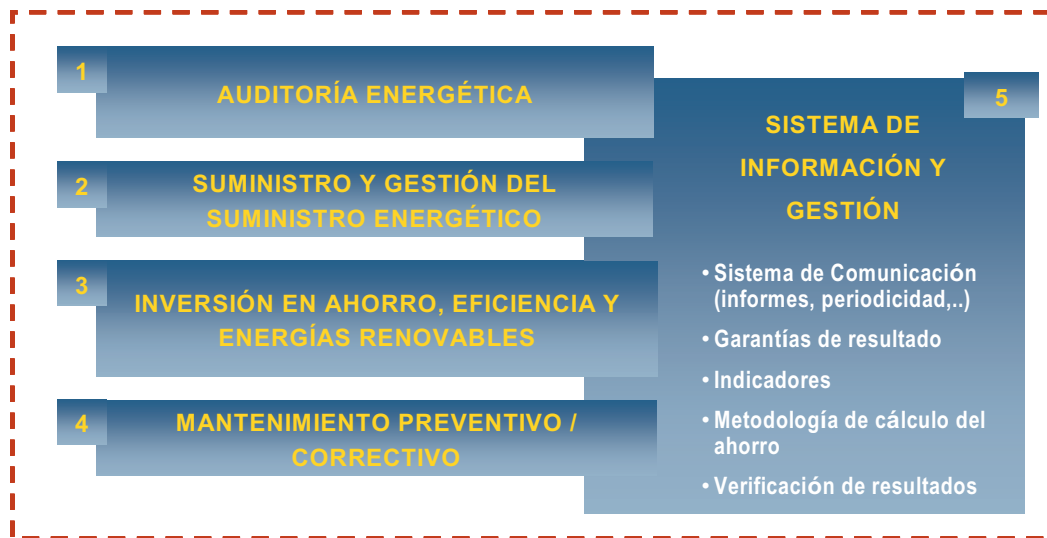 1
AUDITORÍA ENERGÉTICA
2
SUMINISTRO Y GESTIÓN DEL
SUMINISTRO ENERGÉTICO
3
INVERSIÓN EN AHORRO, EFICIENCIA Y
ENERGÍAS RENOVABLES
4
MANTENIMIENTO PREVENTIVO /
CORRECTIVO
5
SISTEMA DE
INFORMACIÓN Y
GESTIÓN
• Sistema de Comunicación
(informes, periodicidad,..)
• Garantías de resultado
• Indicadores
• Metodología de cálculo del
ahorro
• Verificación de resultados